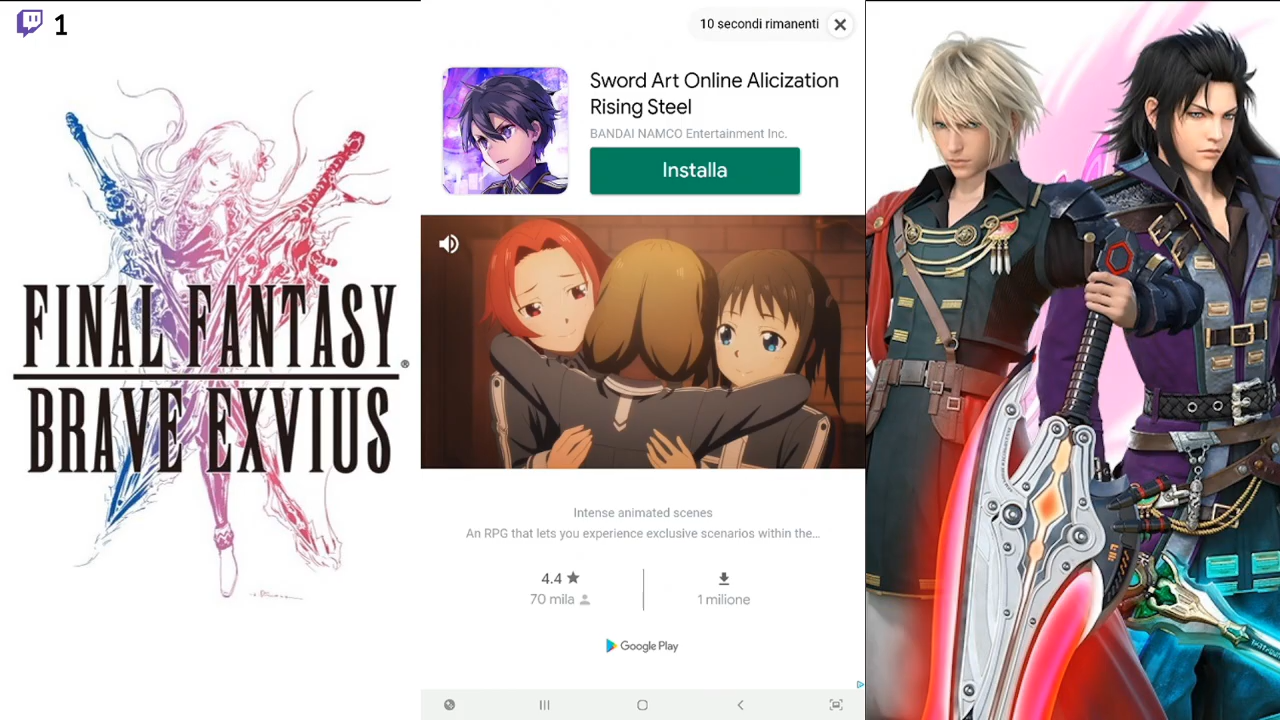 1
FINAL FANTASY®
BRAVE EXVIUS
10 secondi rimanenti
Sword Art Online Alicization
Rising Steel
BANDAI NAMCO Entertainment Inc.
Installa
Intense animated scenes
An RPG that lets you experience exclusive scenarios within the...
4.4
70 mila
1 milione
Google Play